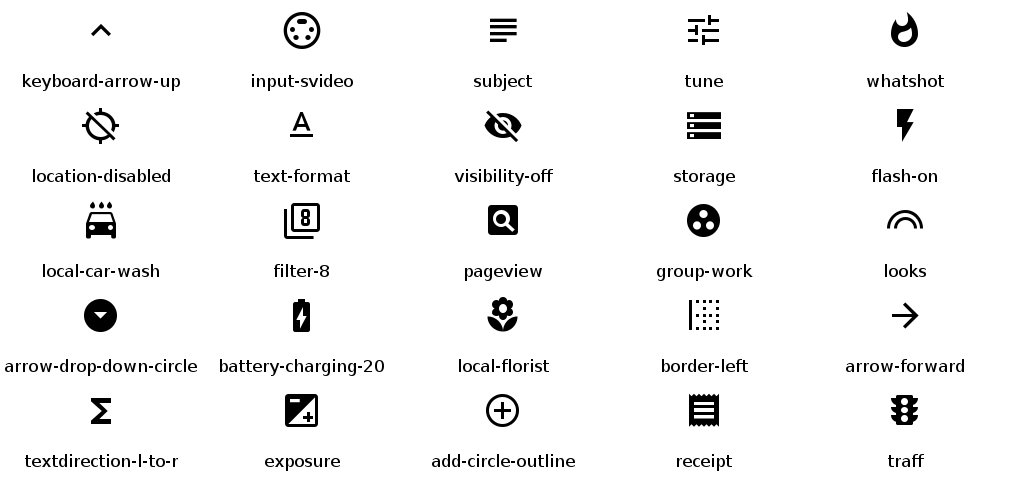 keyboard-arrow-up input-svideo subject tune whatshot
location-disabled text-format visibility-off storage flash-on
8
local-car-wash filter-8 pageview group-work looks
arrow-drop-down-circle battery-charging-20 local-florist border-left arrow-forward
textdirection-l-to-r exposure add-circle-outline receipt traff